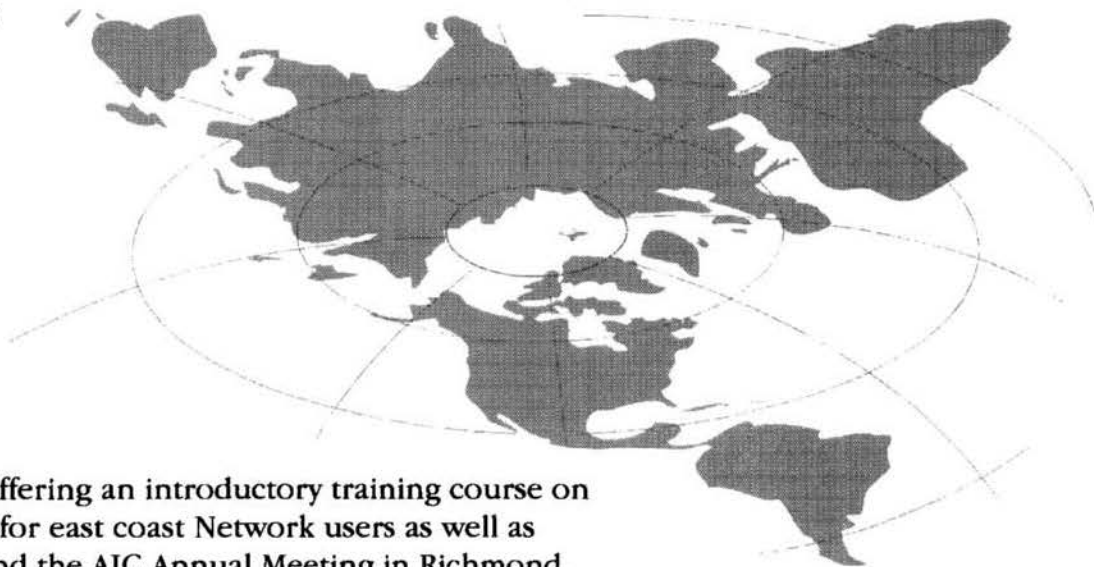 ffering an introductory training course on
for east coast Network users as well as
nd the AIC Annual Meeting in Richmond